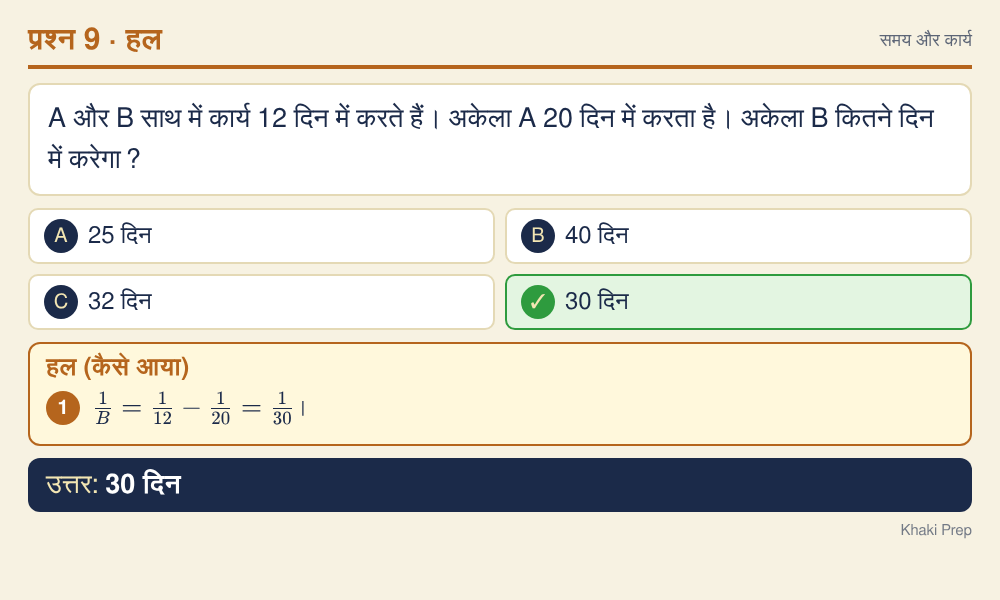 प्रश्न 9 · हल
समय और कार्य
A और B साथ में कार्य 12 दिन में करते हैं। अकेला A 20 दिन में करता है। अकेला B कितने दिन
में करेगा?
A 25 दिन
B 40 दिन
C 32 दिन
✓ 30 दिन
हल (कैसे आया)
1 1/B = 1/12 − 1/20 = 1/30।
उत्तर: 30 दिन
Khaki Prep